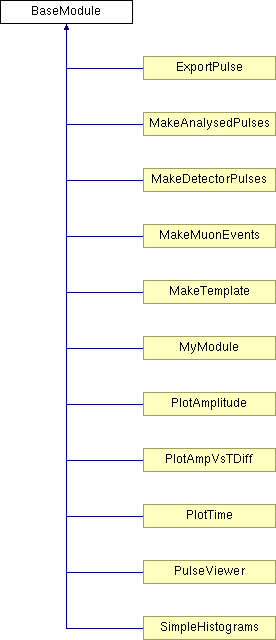 BaseModule
ExportPulse
MakeAnalysedPulses
MakeDetectorPulses
MakeMuonEvents
MakeTemplate
MyModule
PlotAmplitude
PlotAmpVsTDiff
PlotTime
PulseViewer
SimpleHistograms